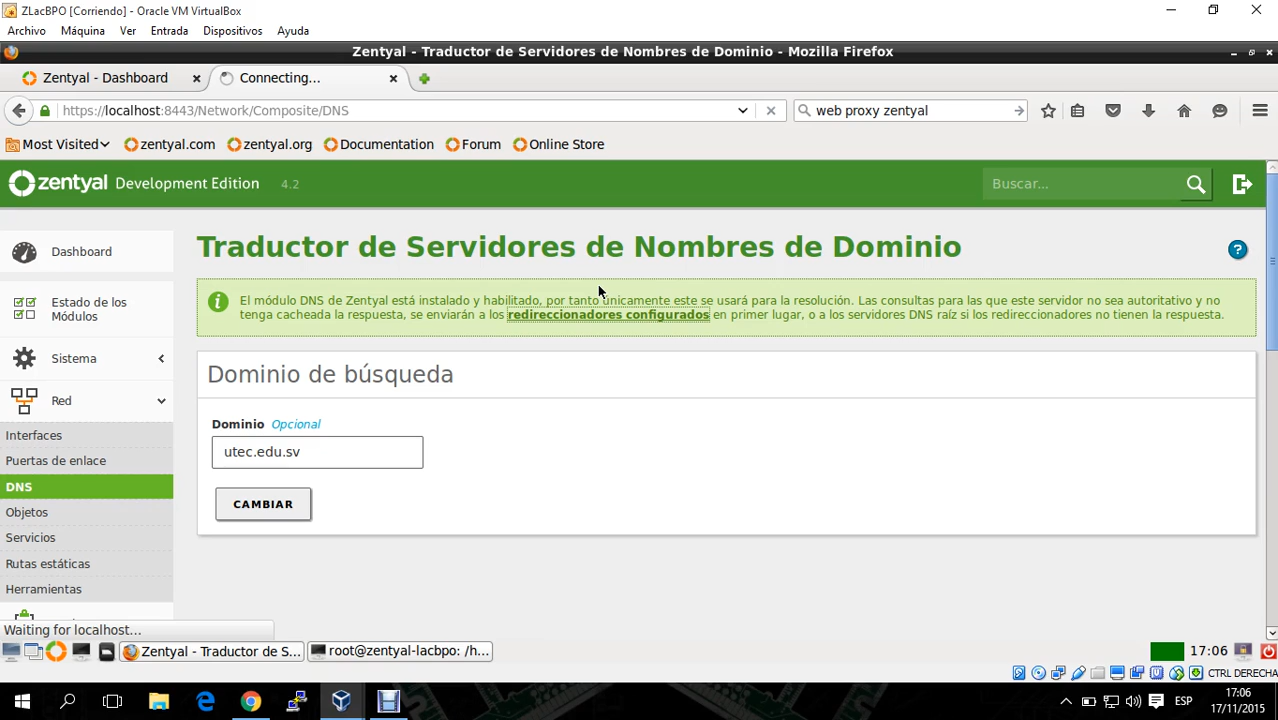 ZLacBPO [Corriendo] - Oracle VM VirtualBox
Archivo Máquina Ver Entrada Dispositivos Ayuda
Zentyal - Traductor de Servidores de Nombres de Dominio - Mozilla Firefox
Zentyal - Dashboard Connecting...
https://localhost:8443/Network/Composite/DNS web proxy zentyal
Most Visited zentyal.com zentyal.org Documentation Forum Online Store
zentyal Development Edition 4.2 Buscar...
Traductor de Servidores de Nombres de Dominio
Dashboard
El módulo DNS de Zentyal está instalado y habilitado, por tanto únicamente este se usará para la resolución. Las consultas para las que este servidor no sea autoritativo y no
tenga cacheada la respuesta, se enviarán a los redireccionadores configurados en primer lugar, o a los servidores DNS raíz si los redireccionadores no tienen la respuesta.
Estado de los
Módulos
Sistema
Red
Interfaces
Puertas de enlace
DNS
Objetos
Servicios
Rutas estáticas
Herramientas
Dominio de búsqueda
Dominio Opcional
utec.edu.sv
CAMBIAR
Waiting for localhost...
Zentyal - Traductor de S... root@zentyal-lacbpo: /h... 17:06
CTRL DERECHA
ESP 17:06
17/11/2015